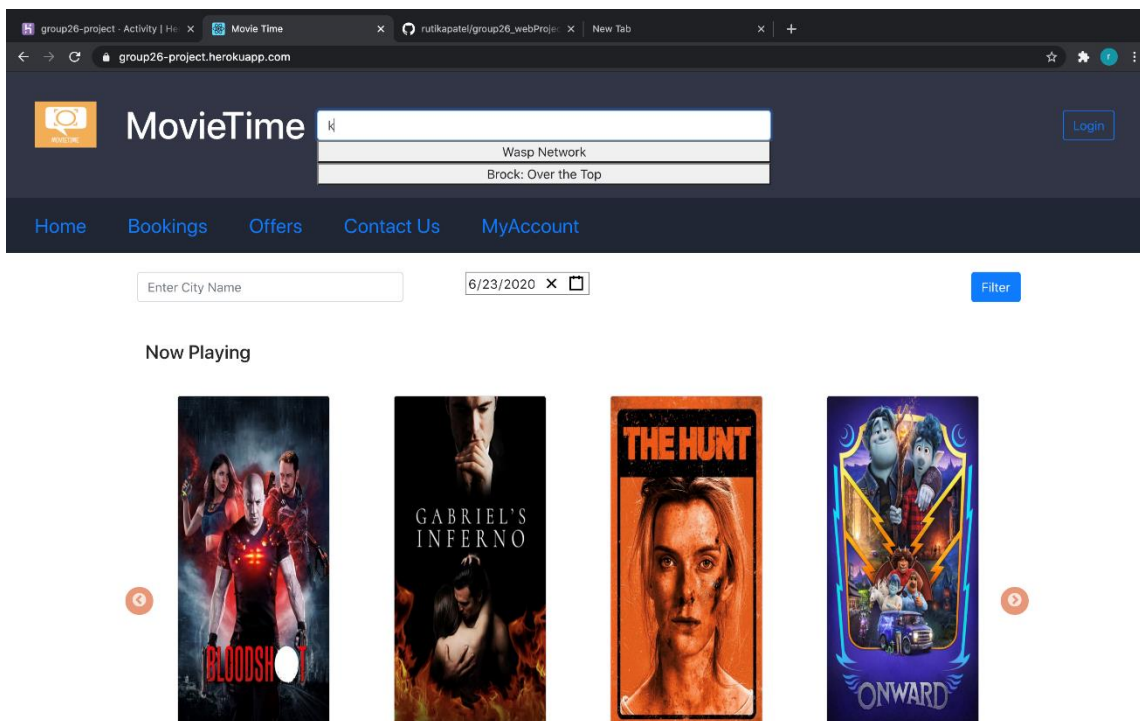 group26-project · Activity | He
Movie Time
rutikapatel/group26_webProje
New Tab
group26-project.herokuapp.com
r
MOVIETIME
MovieTime
k
Login
Wasp Network
Brock: Over the Top
Home Bookings Offers Contact Us MyAccount
Enter City Name
6/23/2020
Filter
Now Playing
BLOODSHOT
GABRIEL'S
INFERNO
THE HUNT
ONWARD